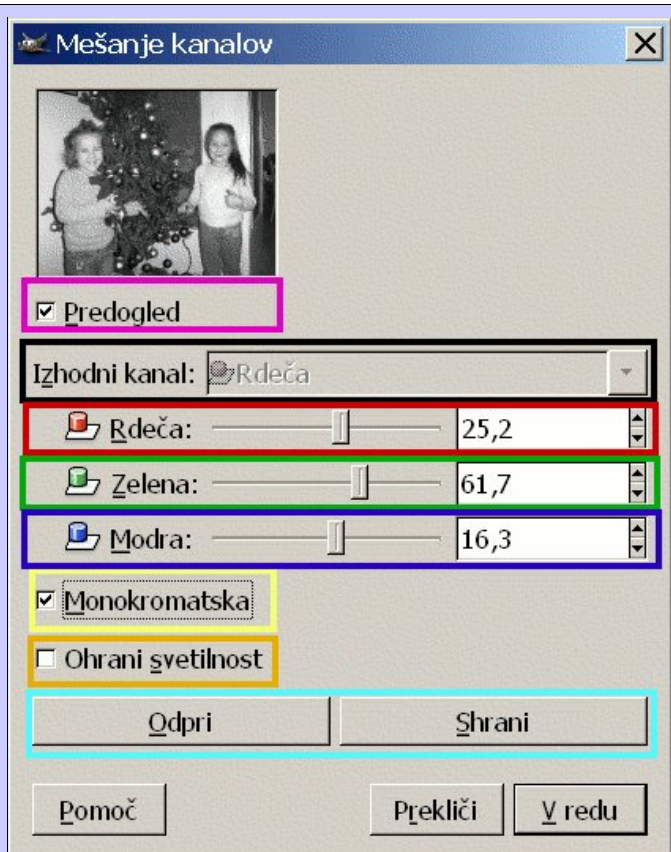 Mešanje kanalov
Predogled
Izhodni kanal: Rdeča
Rdeča: 25,2
Zelena: 61,7
Modra: 16,3
Monokromatska
Ohrani svetilnost
Odpri Shrani
Pomoč Prekliči V redu